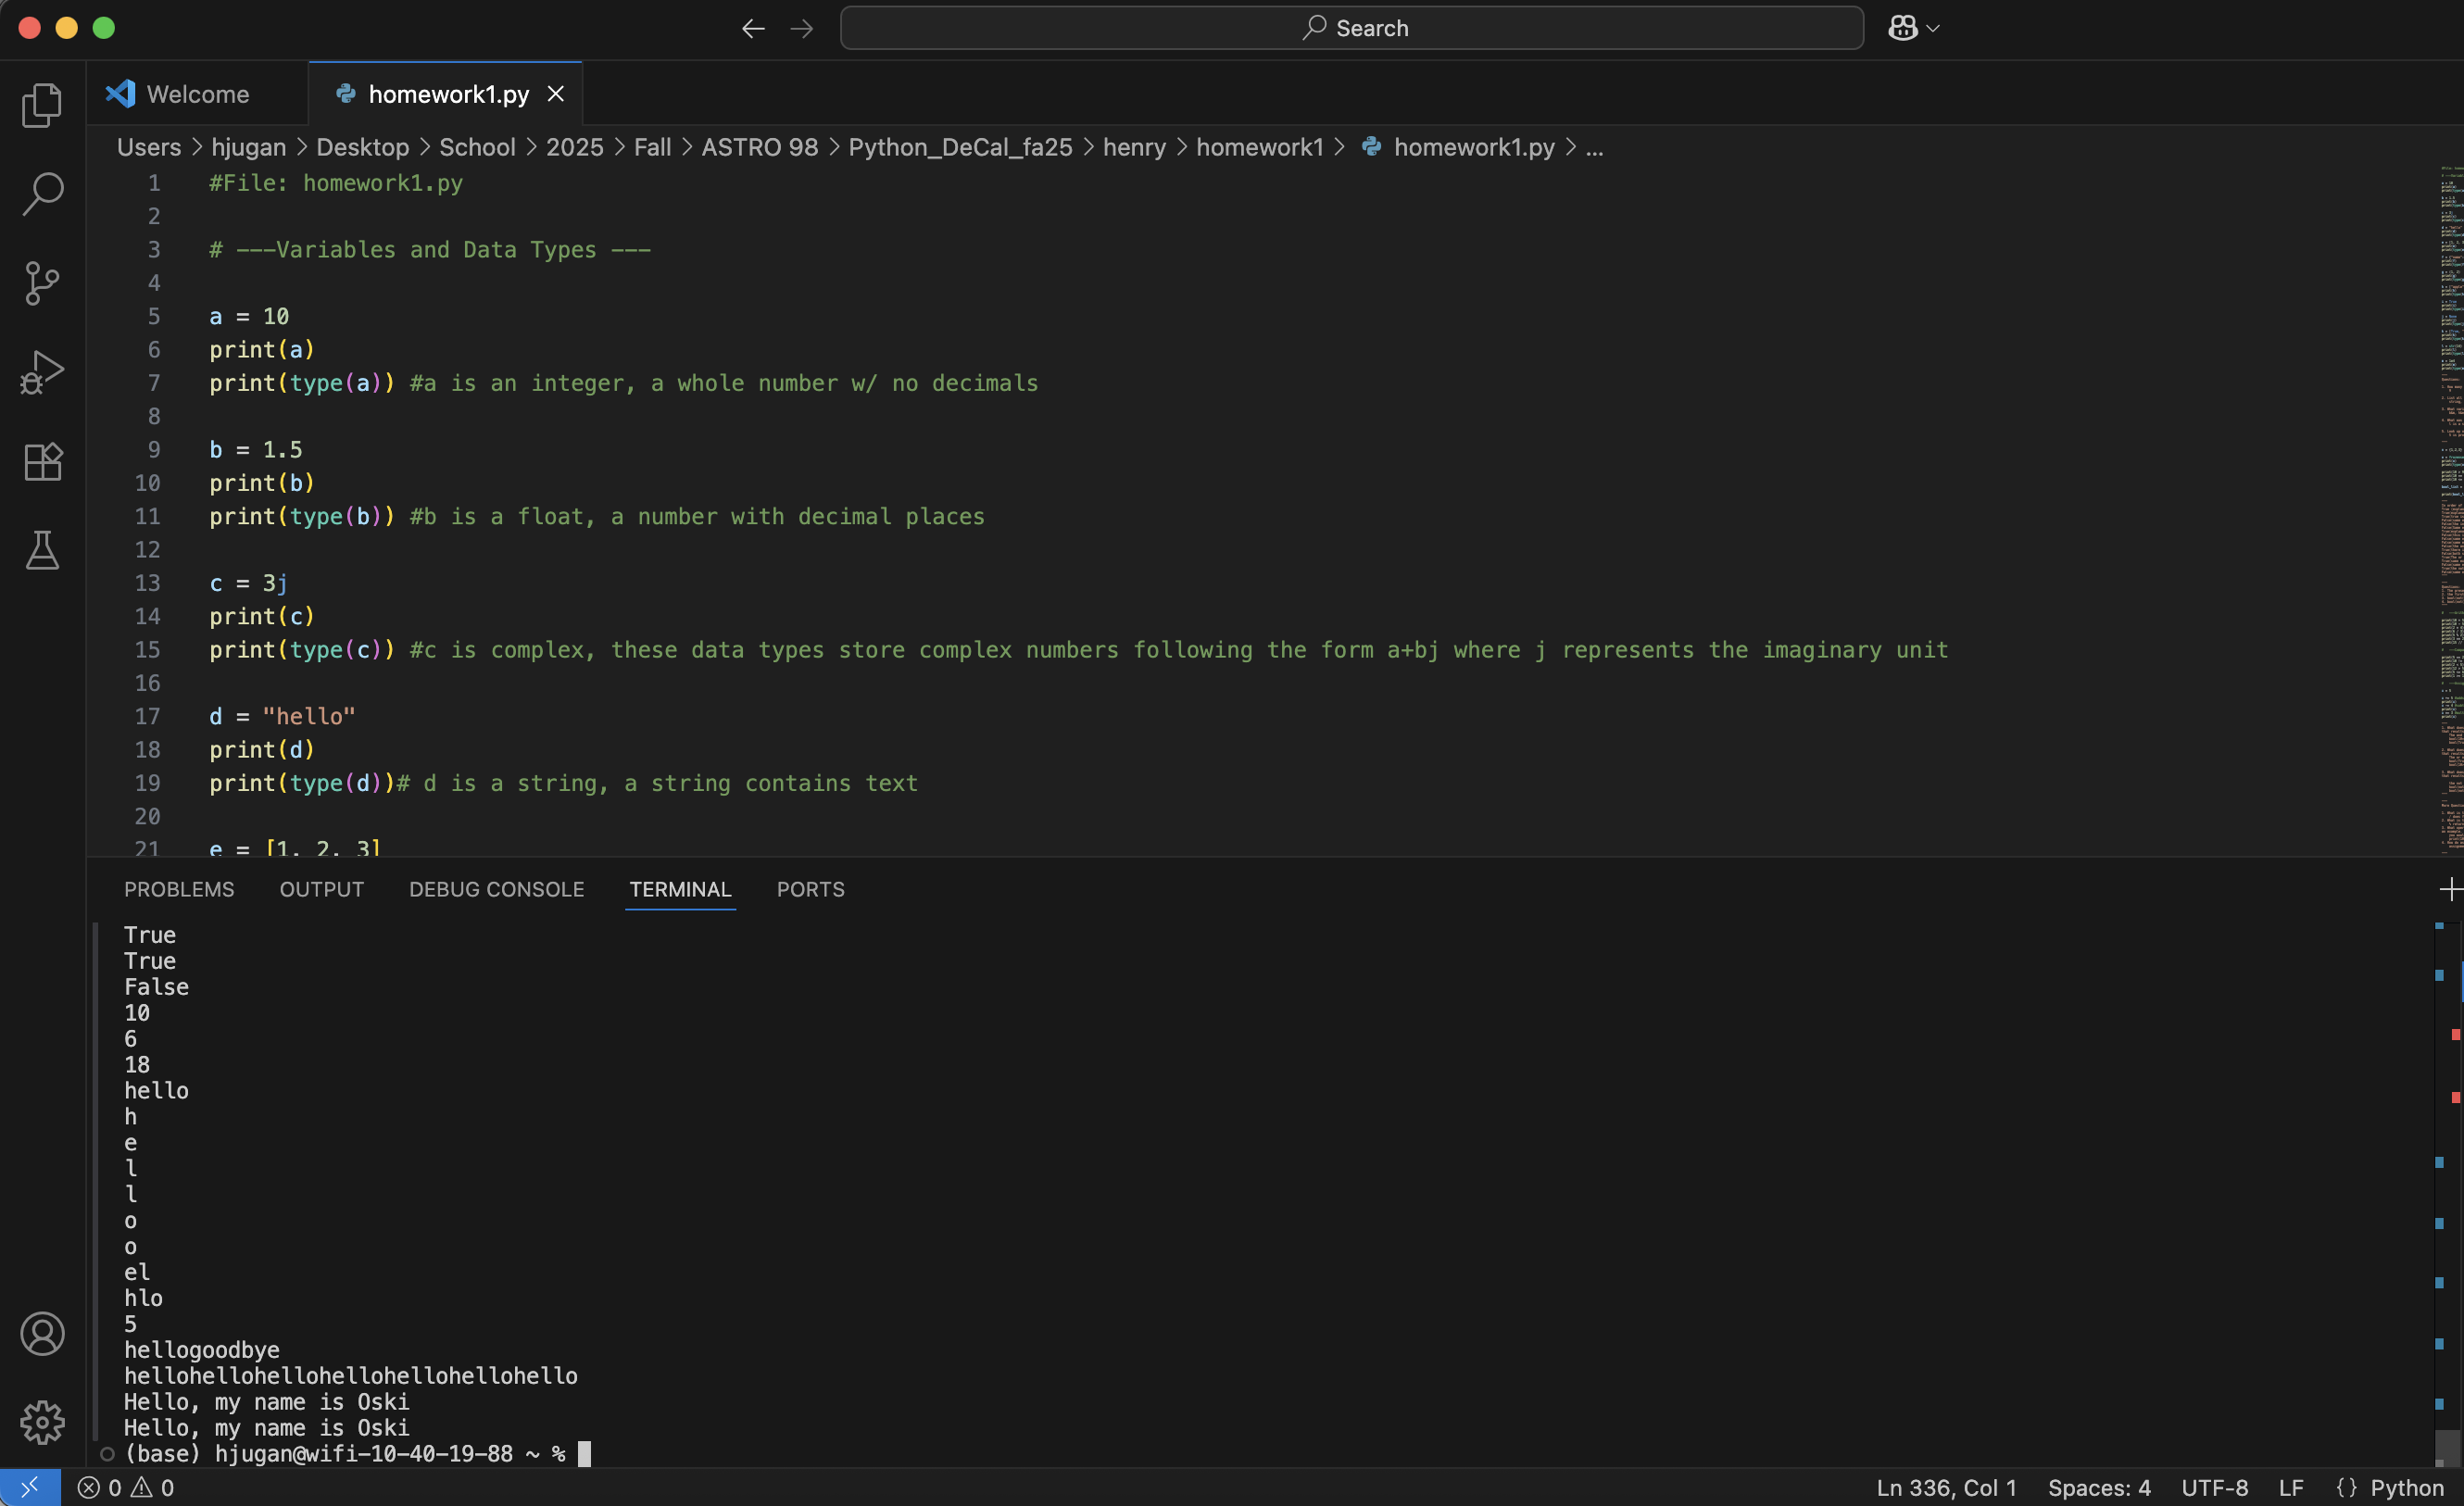 Search
Welcome
homework1.py
Users > hjugan > Desktop > School > 2025 > Fall > ASTRO 98 > Python_DeCal_fa25 > henry > homework1 > homework1.py > ...
1 #File: homework1.py
2
3 # ---Variables and Data Types ---
4
5 a = 10
6 print(a)
7 print(type(a)) #a is an integer, a whole number w/ no decimals
8
9 b = 1.5
10 print(b)
11 print(type(b)) #b is a float, a number with decimal places
12
13 c = 3j
14 print(c)
15 print(type(c)) #c is complex, these data types store complex numbers following the form a+bj where j represents the imaginary unit
16
17 d = "hello"
18 print(d)
19 print(type(d))# d is a string, a string contains text
20
21 e = [1, 2, 3]
PROBLEMS OUTPUT DEBUG CONSOLE TERMINAL PORTS
True
True
False
10
6
18
hello
h
e
l
l
o
o
el
hlo
5
hellogoodbye
hellohellohellohellohellohellohello
Hello, my name is Oski
Hello, my name is Oski
(base) hjugan@wifi-10-40-19-88 ~ %
0 0 Ln 336, Col 1 Spaces: 4 UTF-8 LF {} Python